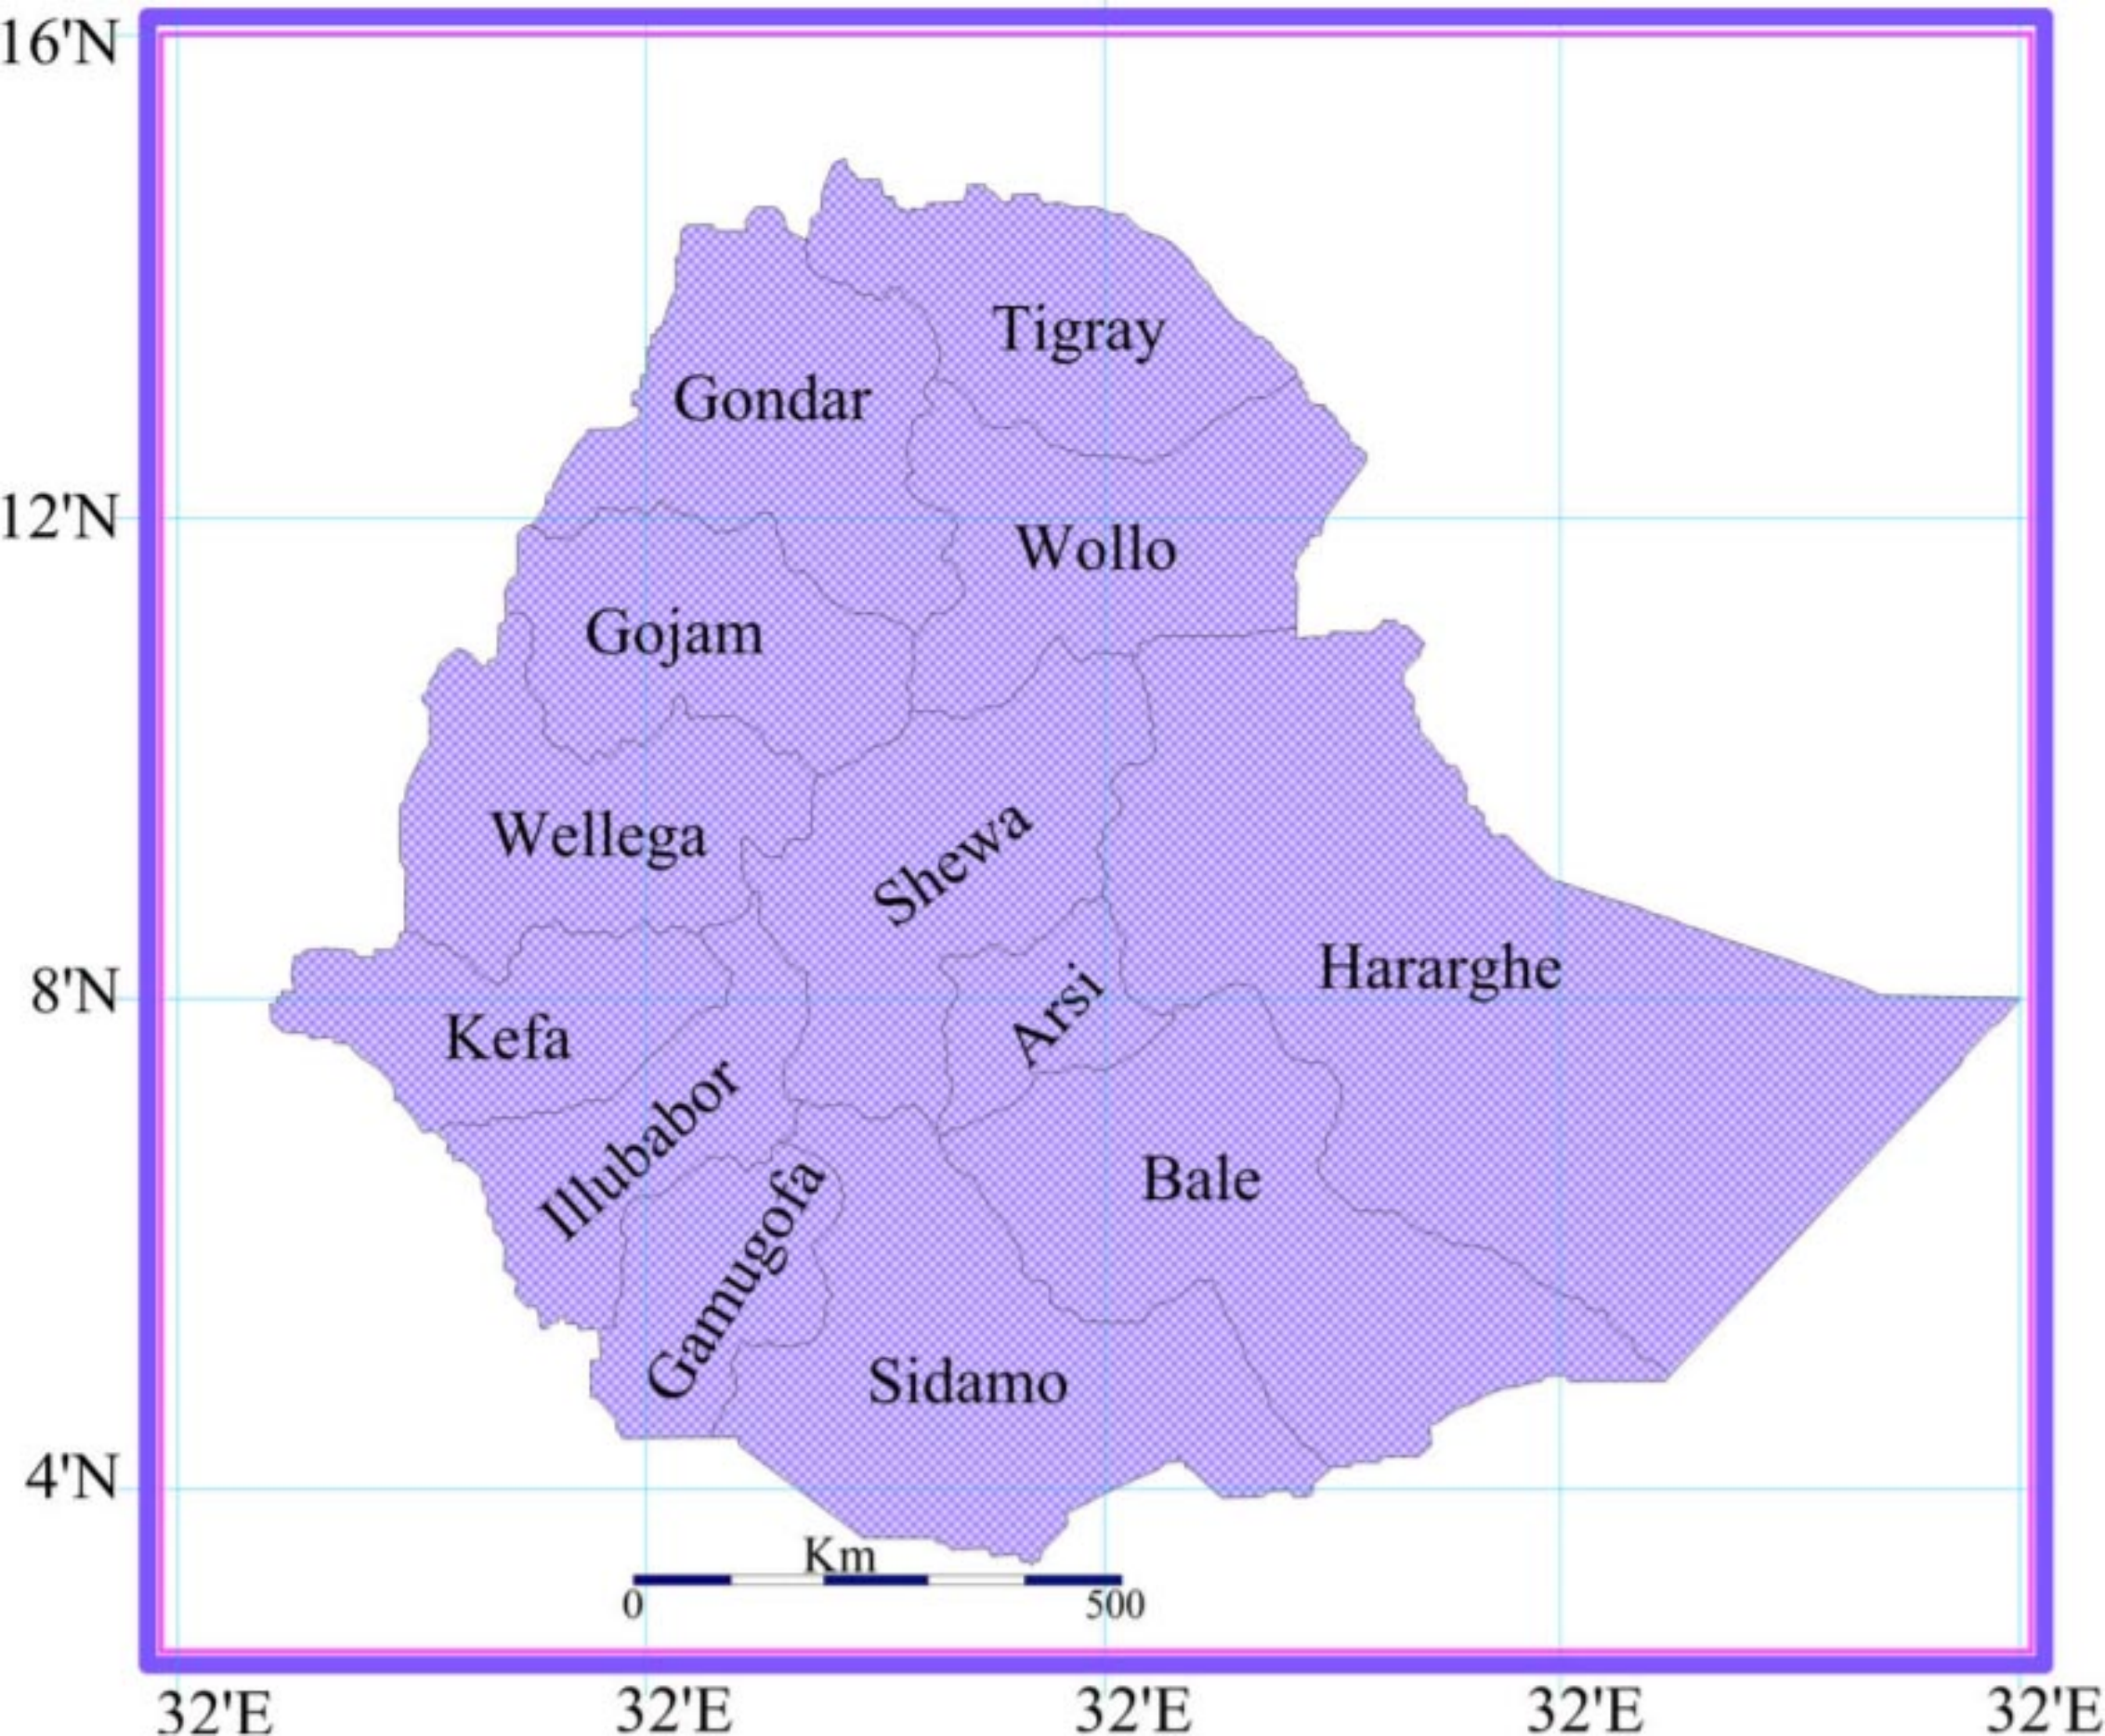 16'N
Tigray
Gondar
12'N
Wollo
Gojam
Wellega
Shewa
Hararghe
8'N
Arsi
Kefa
Illubabor
Bale
Gamugofa
Sidamo
4'N
Km
0 500
32'E 32'E 32'E 32'E 32'E